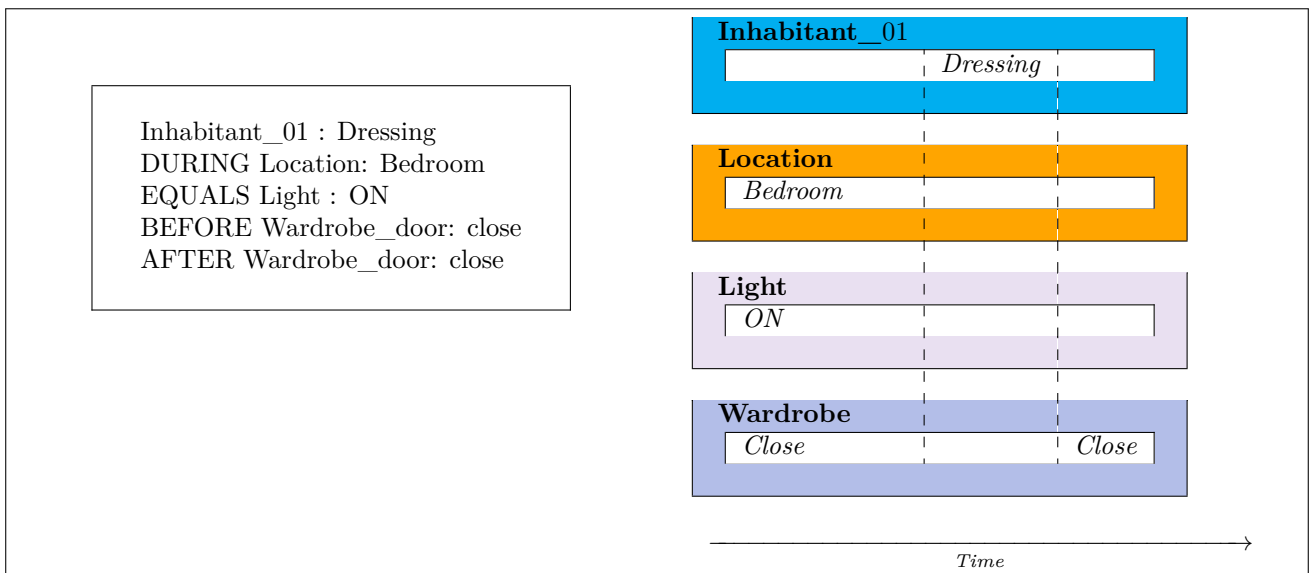 Inhabitant_01 : Dressing
DURING Location: Bedroom
EQUALS Light : ON
BEFORE Wardrobe_door: close
AFTER Wardrobe_door: close
Inhabitant_01
Dressing
Location
Bedroom
Light
ON
Wardrobe
Close Close
Time